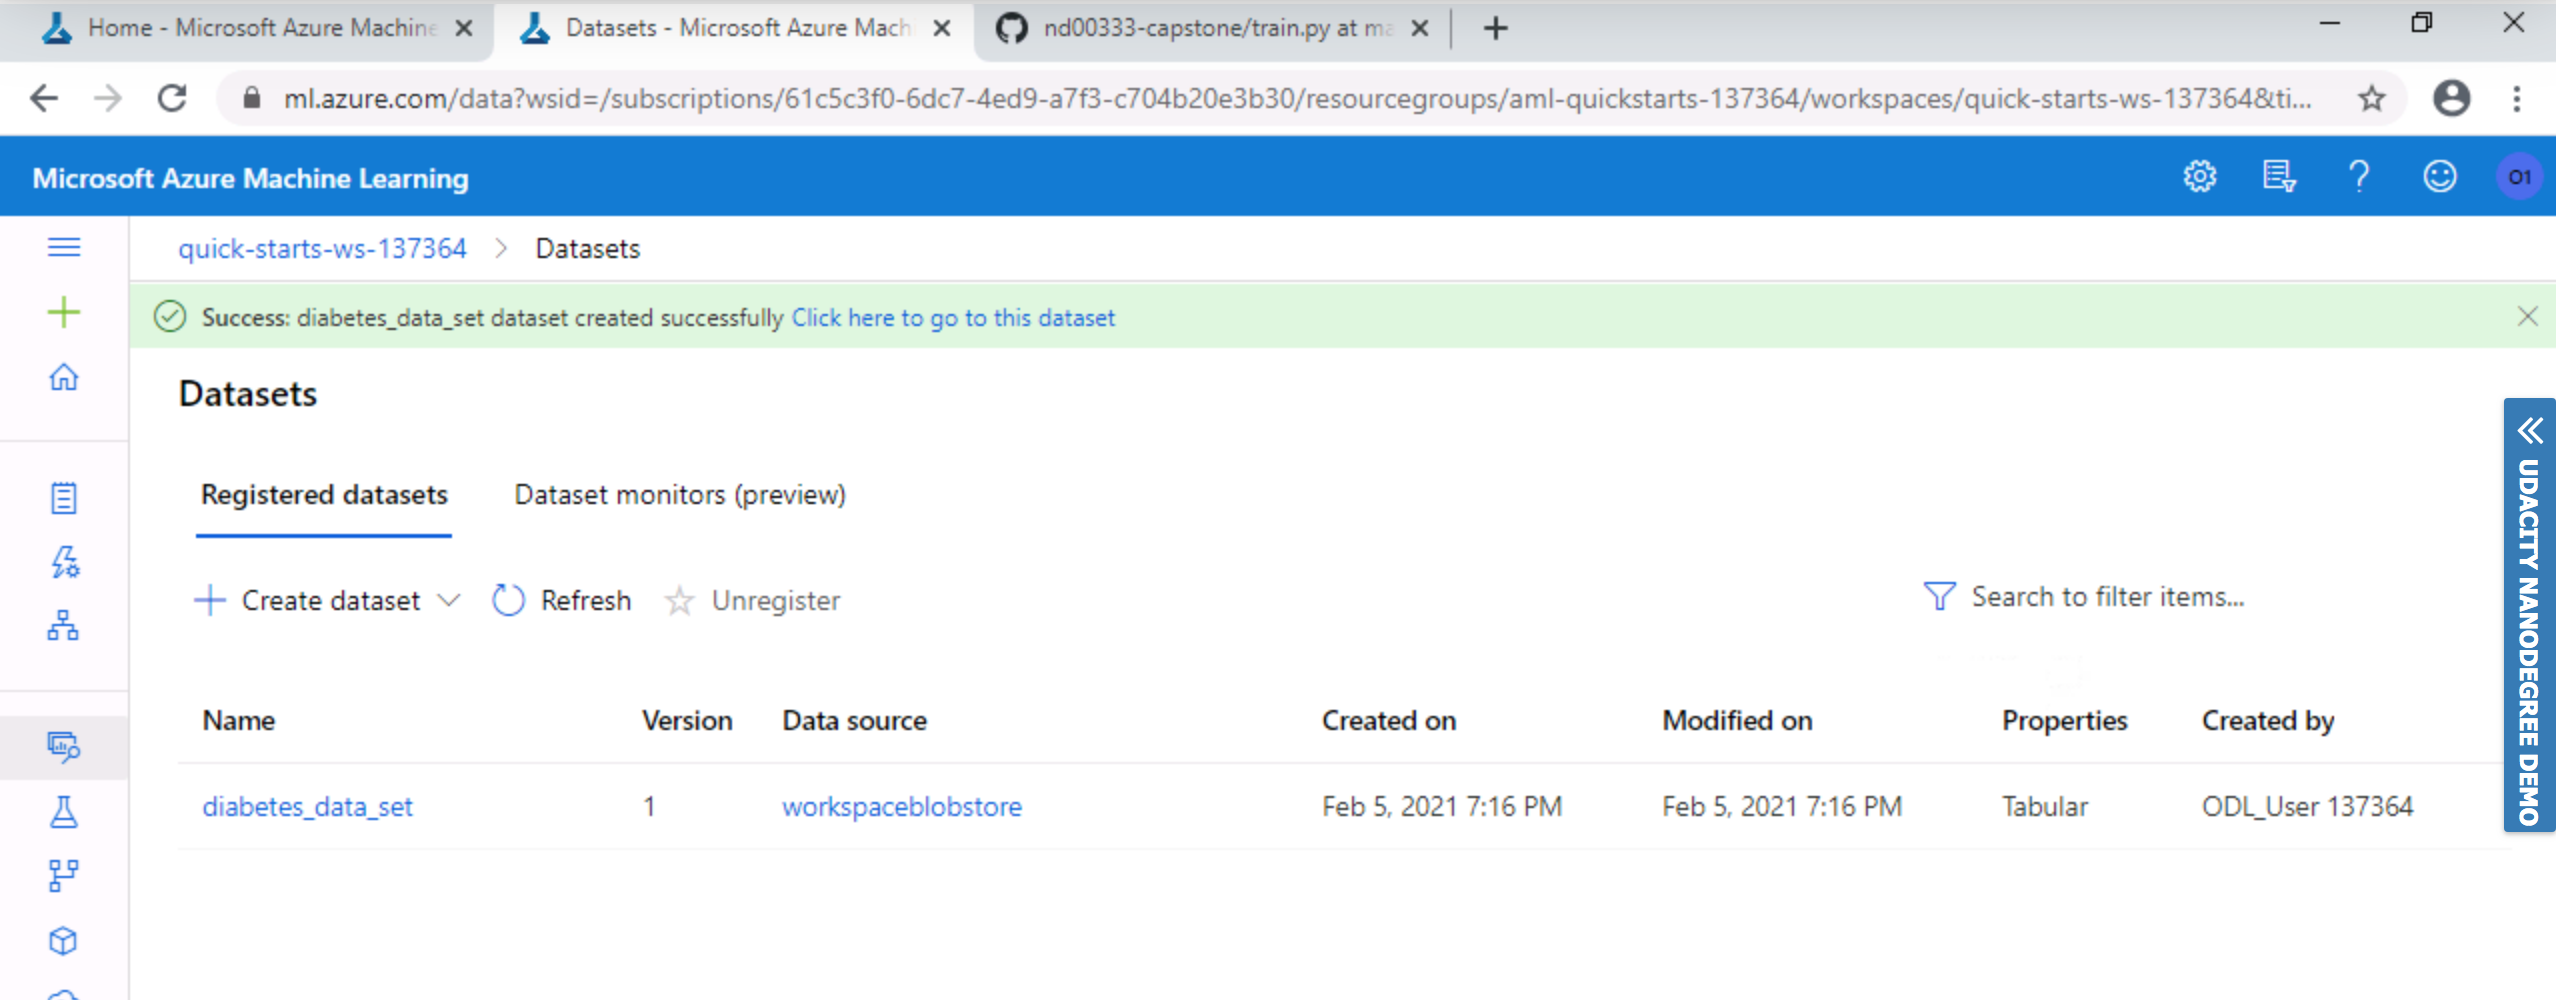 Home - Microsoft Azure Machine
Datasets - Microsoft Azure Mach
nd00333-capstone/train.py at ma
ml.azure.com/data?wsid=/subscriptions/61c5c3f0-6dc7-4ed9-a7f3-c704b20e3b30/resourcegroups/aml-quickstarts-137364/workspaces/quick-starts-ws-137364&ti...
Microsoft Azure Machine Learning
?
O1
quick-starts-ws-137364 > Datasets
Success: diabetes_data_set dataset created successfully Click here to go to this dataset
Datasets
Registered datasets Dataset monitors (preview)
Create dataset Refresh Unregister Search to filter items...
Name Version Data source Created on Modified on Properties Created by
diabetes_data_set 1 workspaceblobstore Feb 5, 2021 7:16 PM Feb 5, 2021 7:16 PM Tabular ODL_User 137364
UDACITY NANODEGREE DEMO